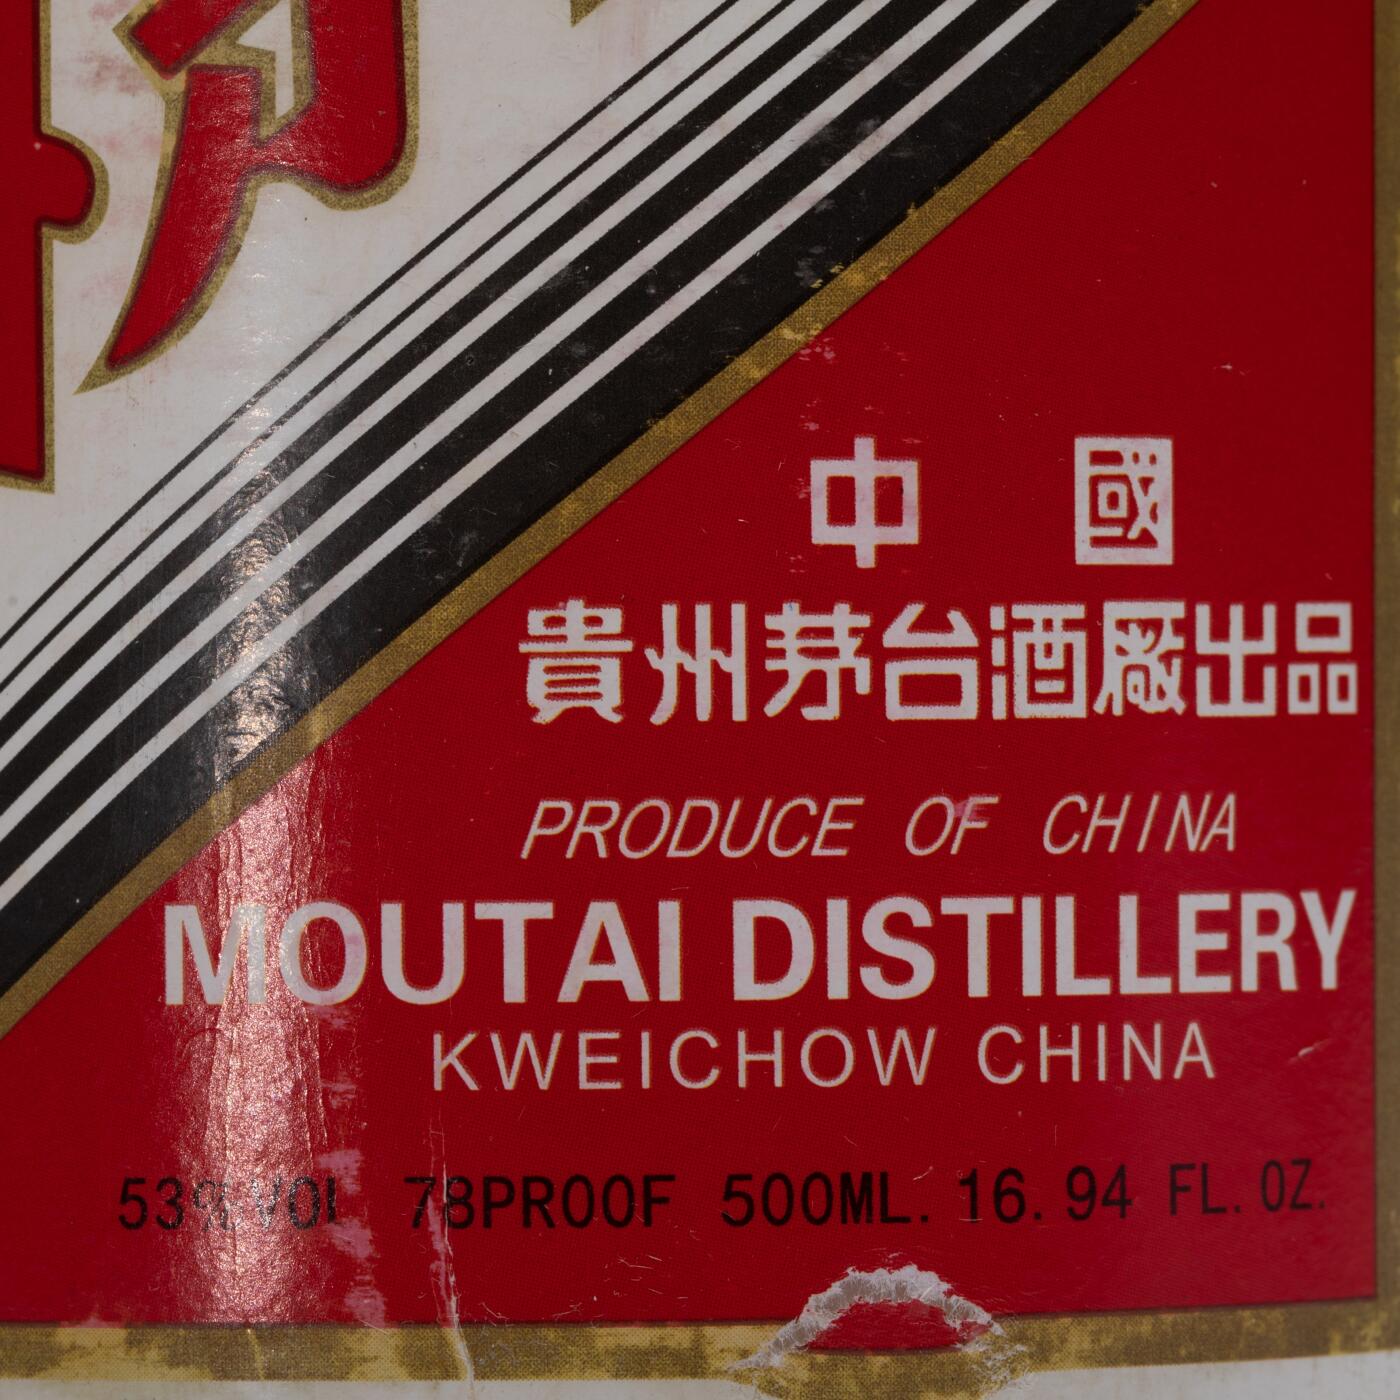 中國
貴州茅台酒廠出品
PRODUCE OF CHINA
MOUTAI DISTILLERY
KWEICHOW CHINA
53% VOL 78PROOF 500ML. 16.94 FL. OZ.